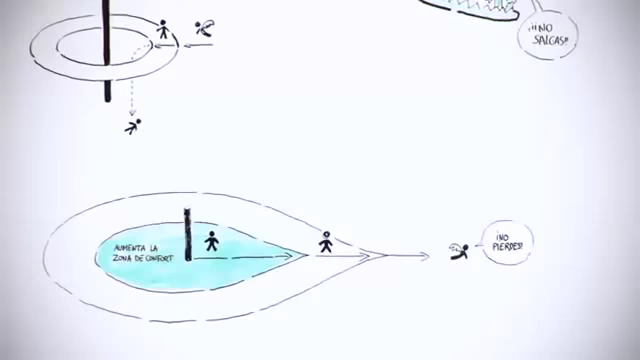 ¡¡¡NO
SALGAS!!
AUMENTA LA
ZONA DE CONFORT
¡NO
PIERDES!